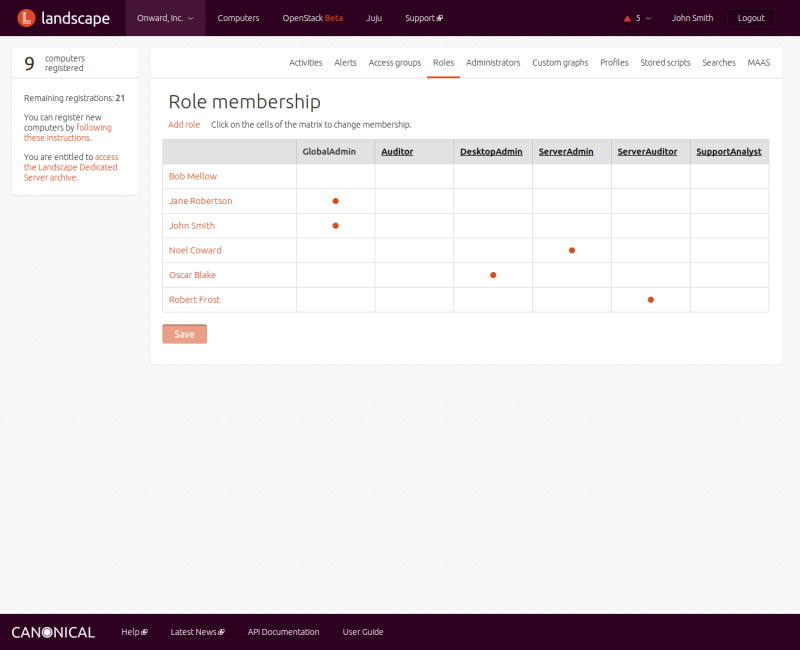 landscape Onward, Inc. Computers OpenStack Beta Juju Support 5 John Smith Logout
9 computers registered
Activities Alerts Access groups Roles Administrators Custom graphs Profiles Stored scripts Searches MAAS
Remaining registrations: 21
You can register new
computers by following
these instructions.
You are entitled to access
the Landscape Dedicated
Server archive.
Role membership
Add role Click on the cells of the matrix to change membership.
GlobalAdmin Auditor DesktopAdmin ServerAdmin ServerAuditor SupportAnalyst
Bob Mellow
Jane Robertson
John Smith
Noel Coward
Oscar Blake
Robert Frost
Save
CANONICAL Help Latest News API Documentation User Guide